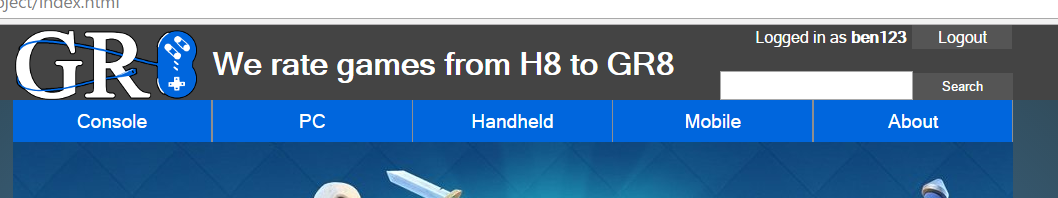 oject/index.html
GR8
We rate games from H8 to GR8
Logged in as ben123
Logout
Search
Console
PC
Handheld
Mobile
About